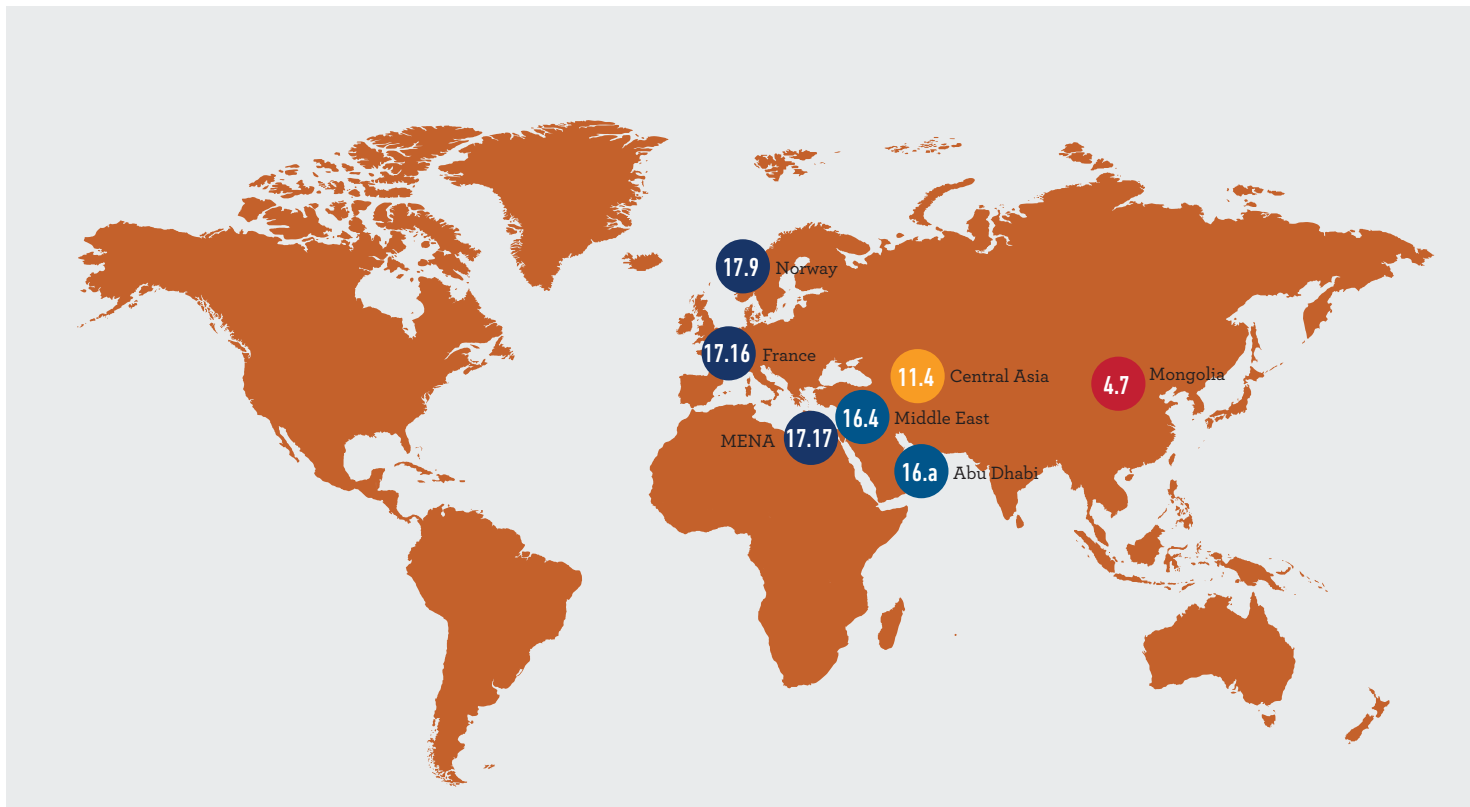 17.9 Norway
17.16 France
11.4 Central Asia
4.7 Mongolia
16.4 Middle East
MENA 17.17
16.a Abu Dhabi